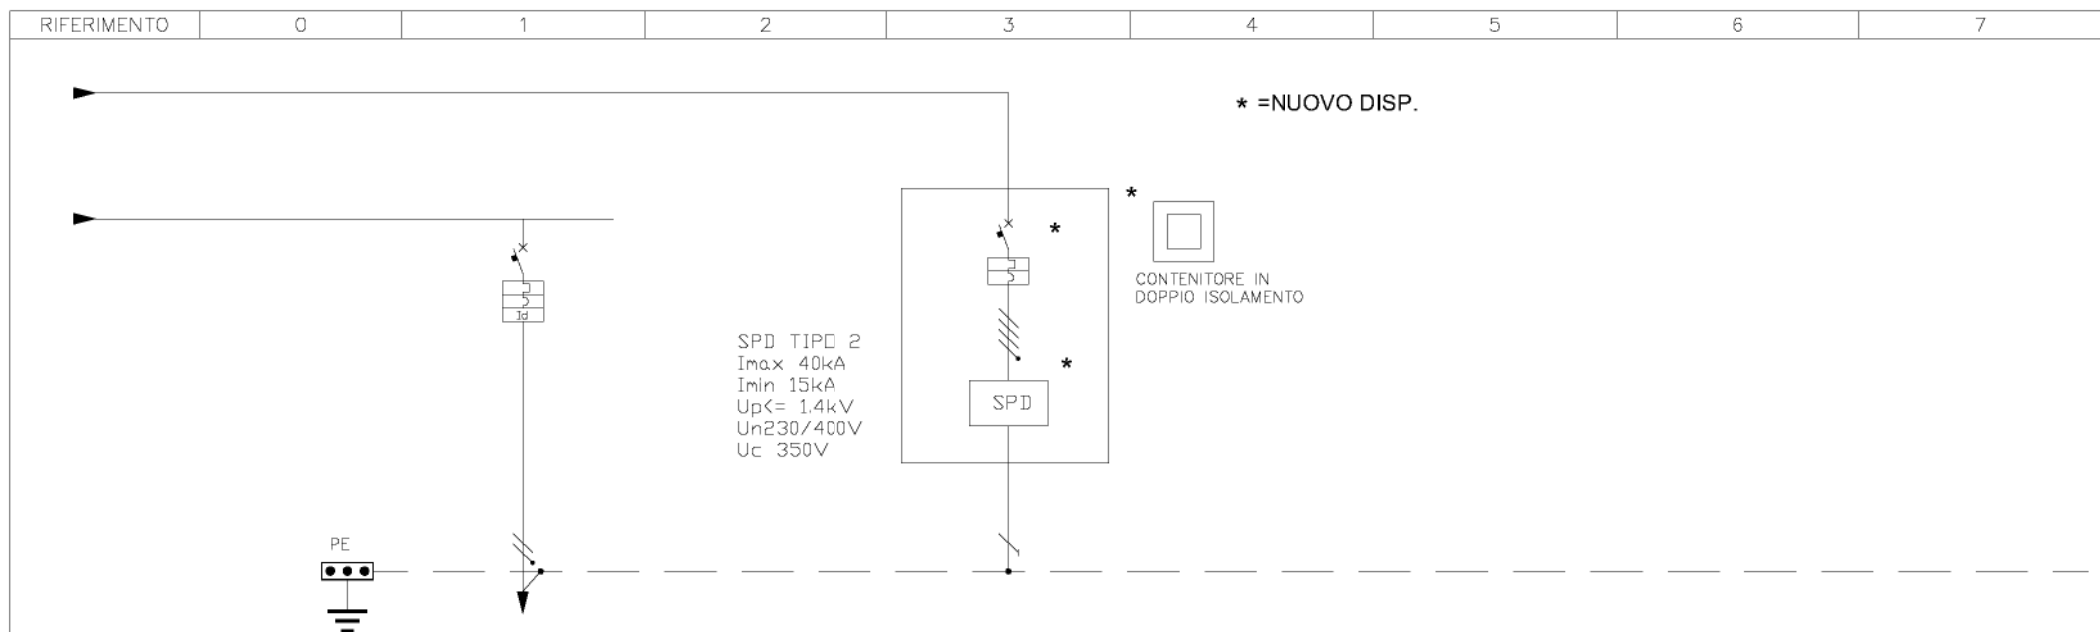 RIFERIMENTO 0 1 2 3 4 5 6 7
* =NUOVO DISP.
*
*
CONTENITORE IN
DOPPIO ISOLAMENTO
Id
SPD TIPO 2
Imax 40kA
Imin 15kA
Up<= 1.4kV
Un230/400V
Uc 350V
*
SPD
PE